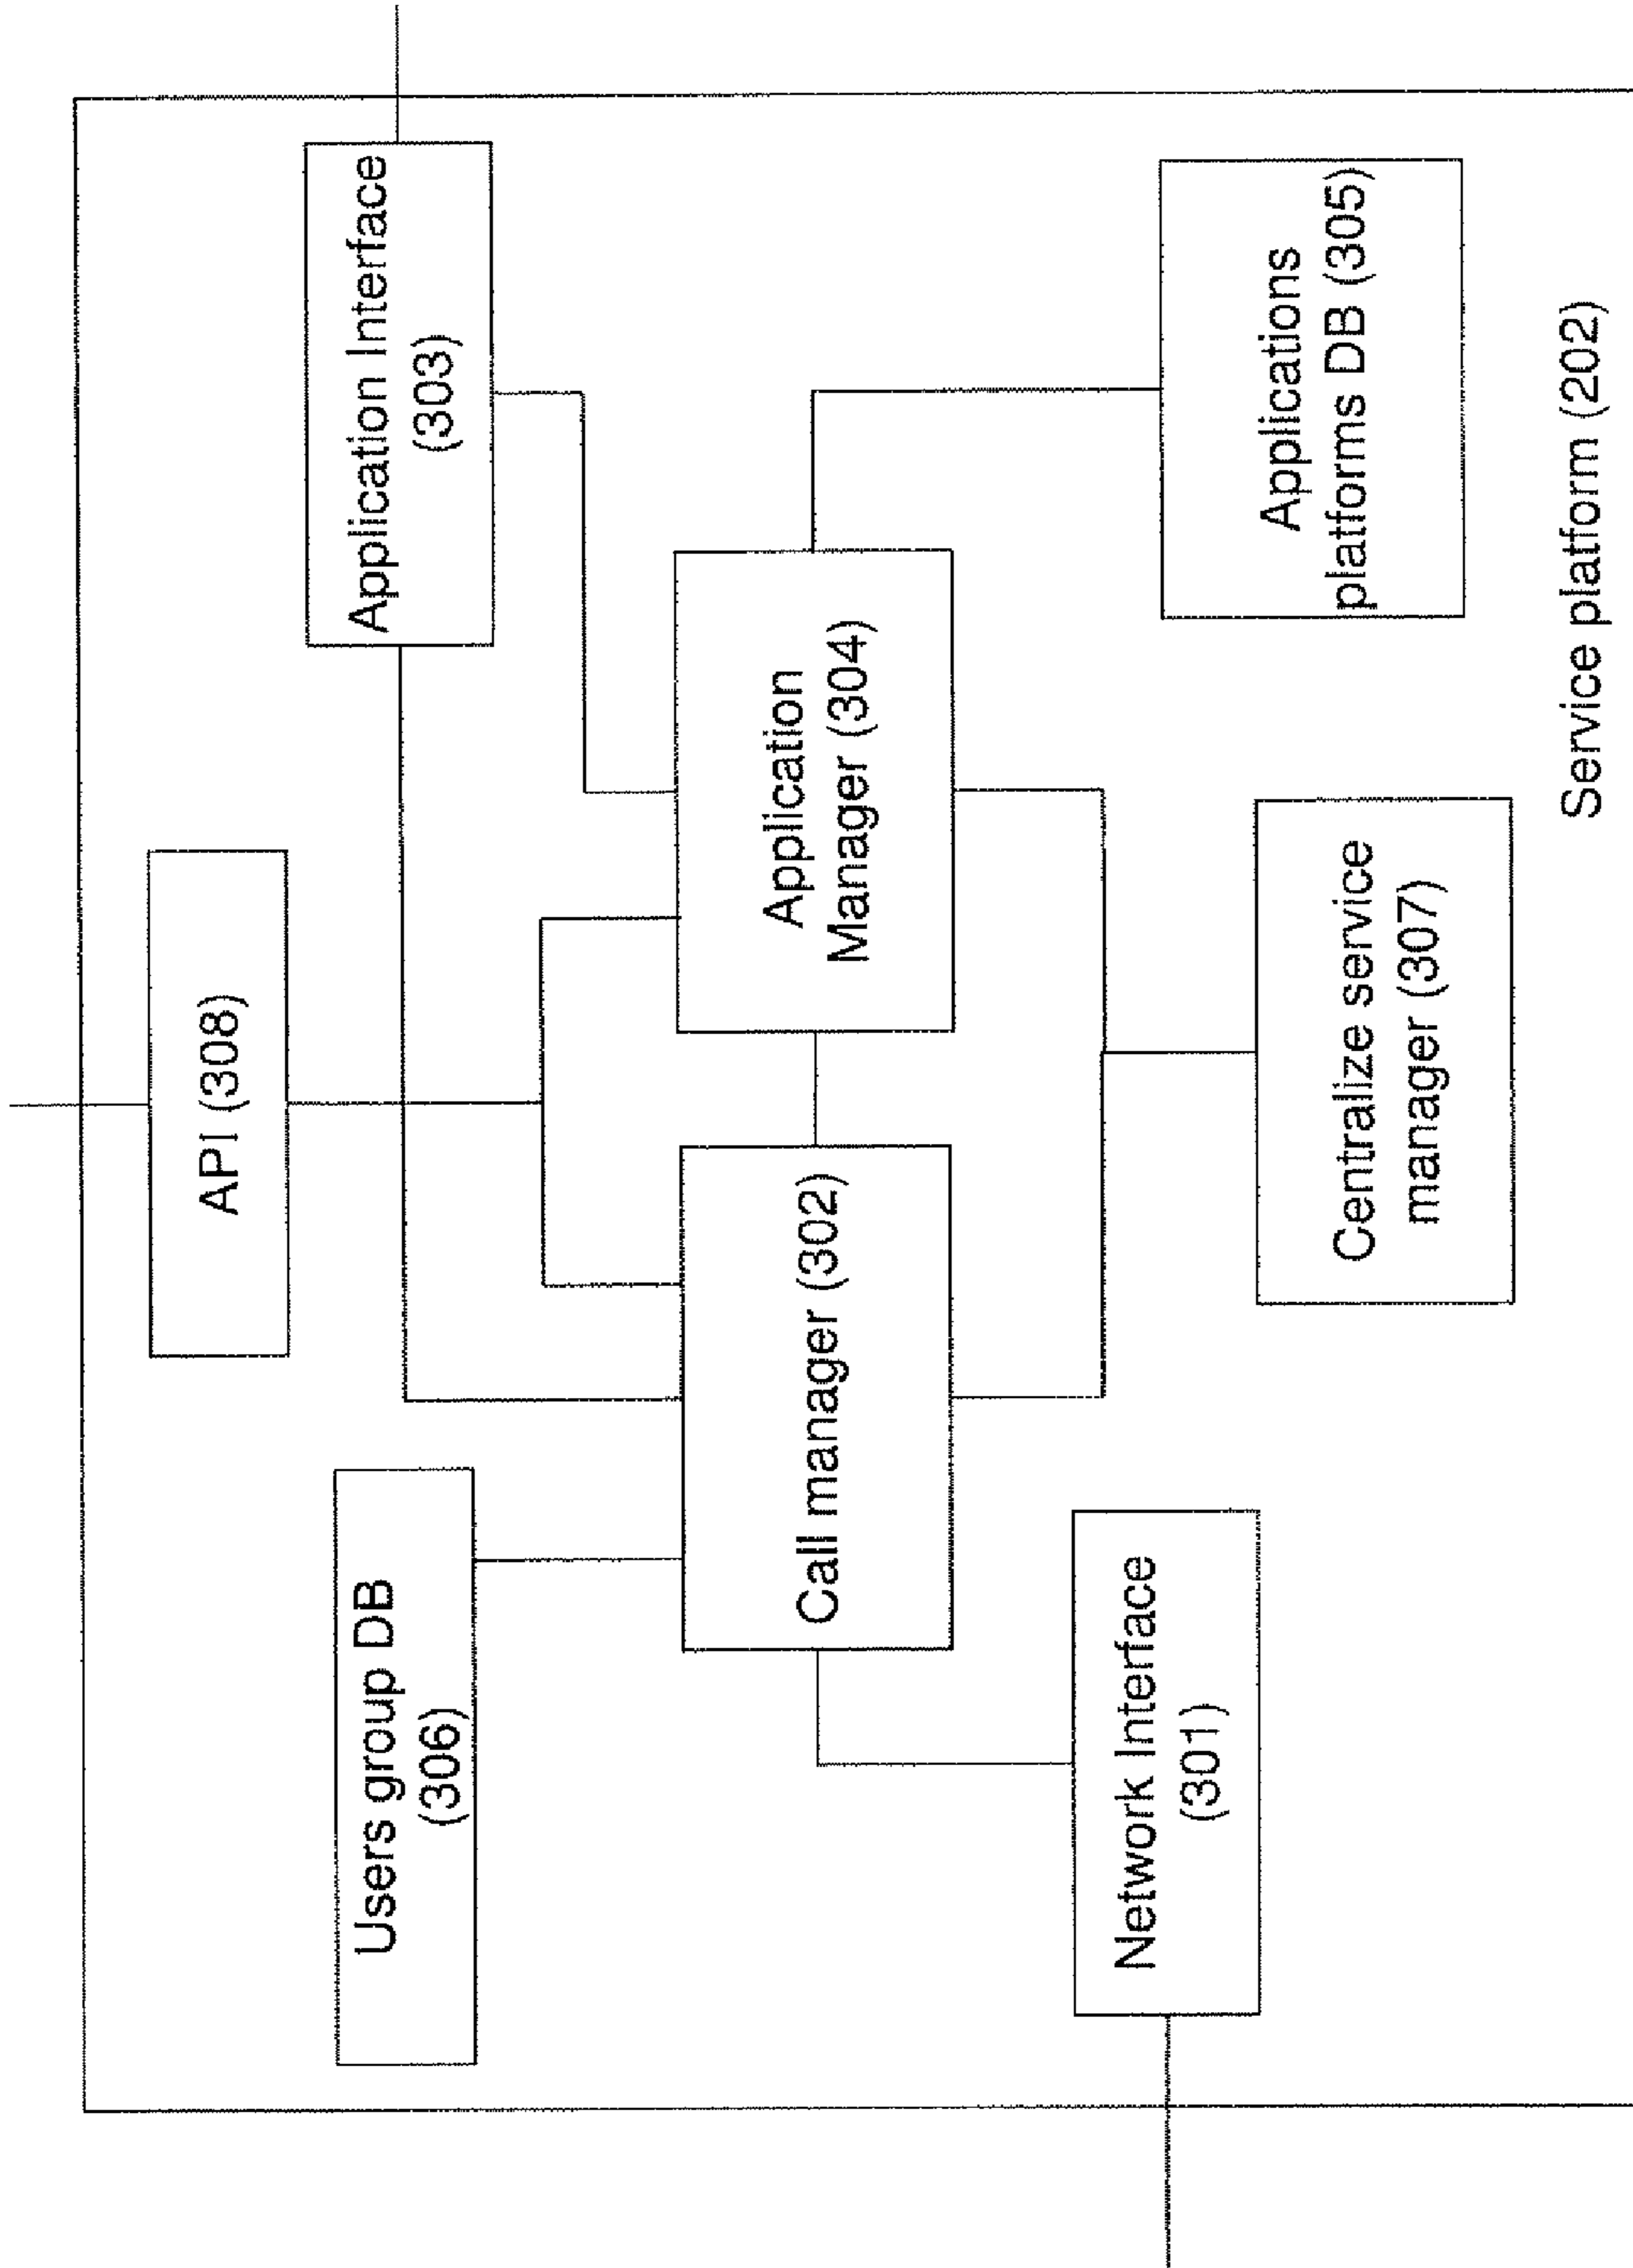 API (308)
Users group DB
(306)
Application Interface
(303)
Call manager (302)
Application
Manager (304)
Network Interface
(301)
Centralize service
manager (307)
Applications
platforms DB (305)
Service platform (202)